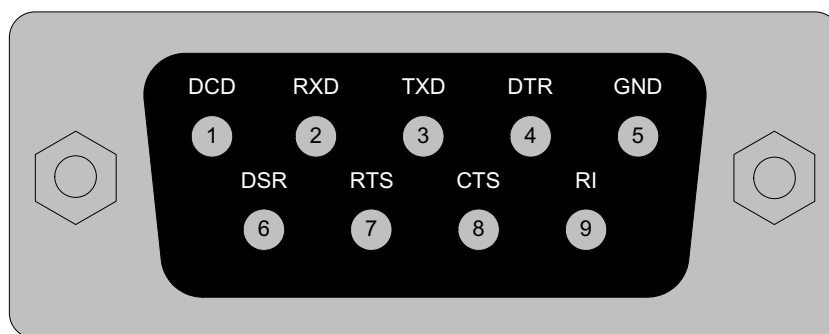 DCD RXD TXD DTR GND
1 2 3 4 5
DSR RTS CTS RI
6 7 8 9